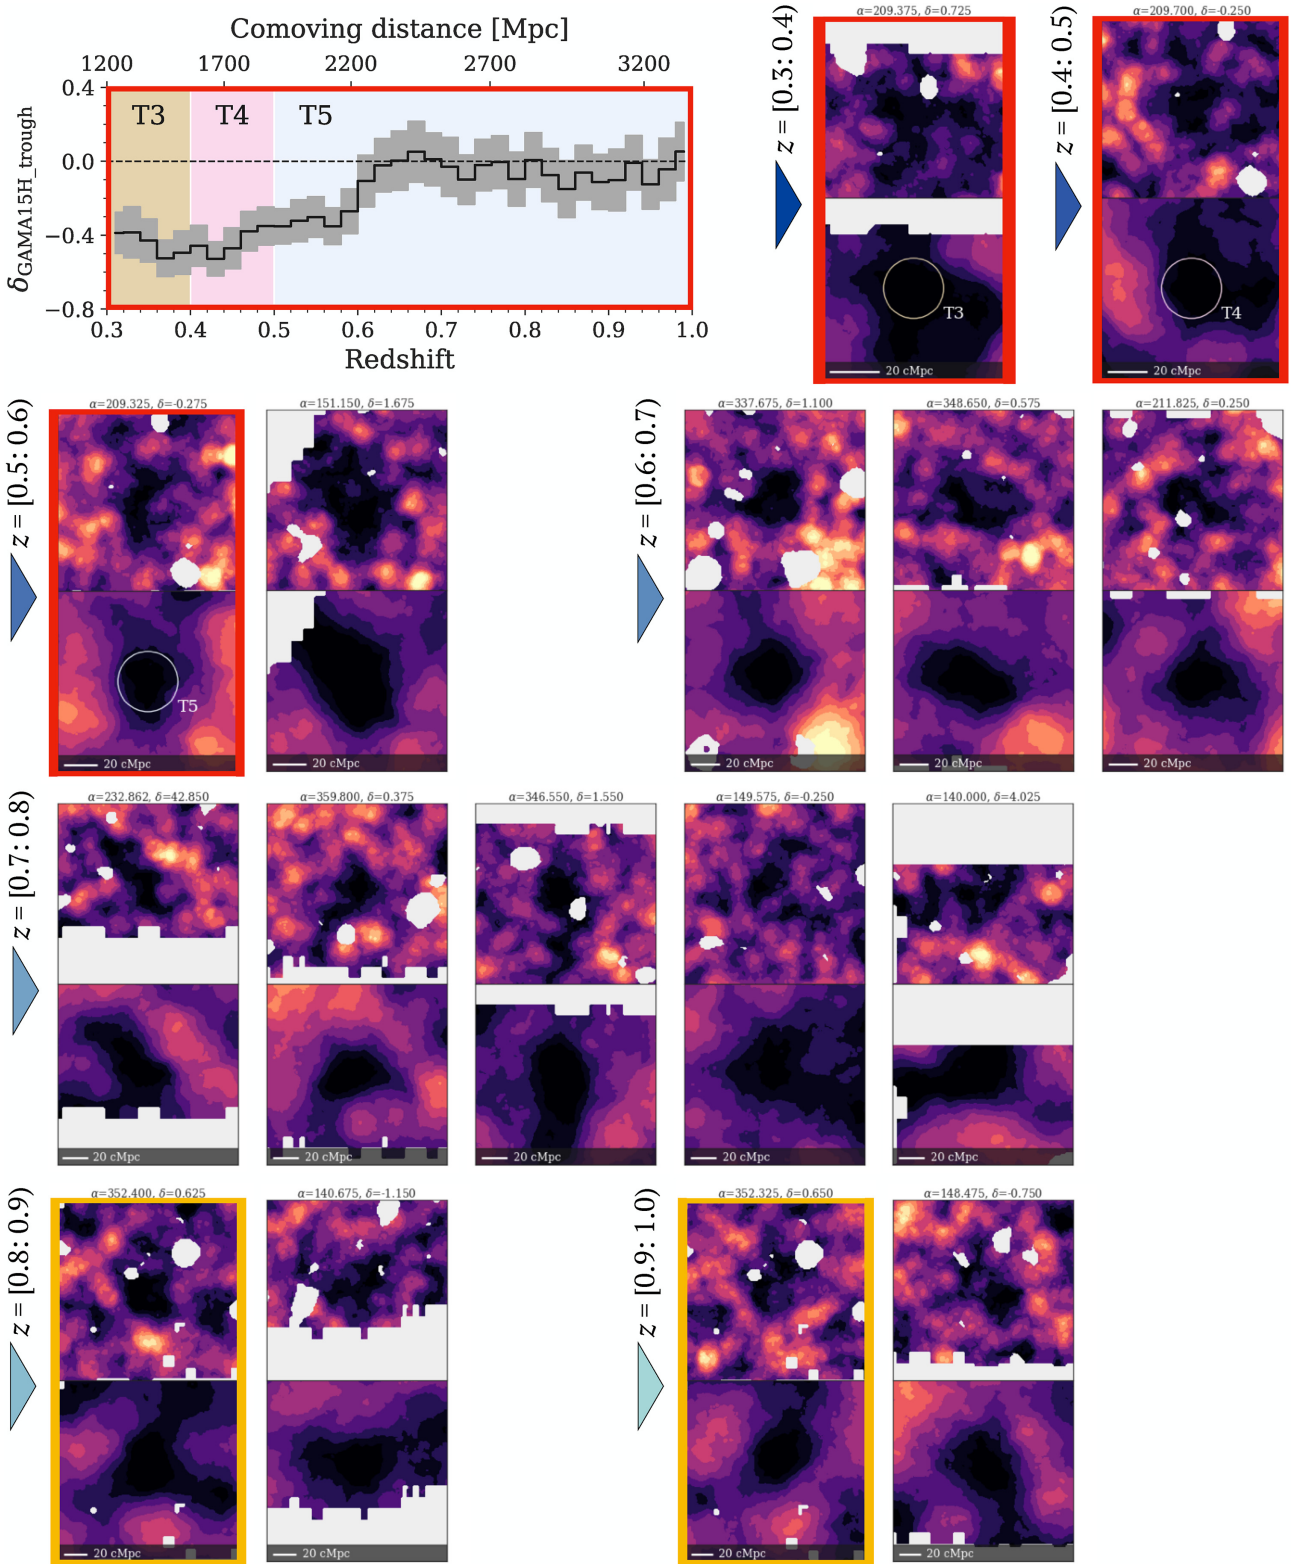 Comoving distance [Mpc]
1200 1700 2200 2700 3200
0.4
0.0
−0.4
−0.8
δGAMA15H_trough
T3 T4 T5
0.3 0.4 0.5 0.6 0.7 0.8 0.9 1.0
Redshift
z = [0.3: 0.4)
α=209.375, δ=0.725
T3
20 cMpc
z = [0.4: 0.5)
α=209.700, δ=-0.250
T4
20 cMpc
z = [0.5: 0.6)
α=209.325, δ=-0.275
T5
20 cMpc
α=151.150, δ=1.675
20 cMpc
z = [0.6: 0.7)
α=337.675, δ=1.100
20 cMpc
α=348.650, δ=0.575
20 cMpc
α=211.825, δ=0.250
20 cMpc
z = [0.7: 0.8)
α=232.862, δ=42.850
20 cMpc
α=359.800, δ=0.375
20 cMpc
α=346.550, δ=1.550
20 cMpc
α=149.575, δ=-0.250
20 cMpc
α=140.000, δ=4.025
20 cMpc
z = [0.8: 0.9)
α=352.400, δ=0.625
20 cMpc
α=140.675, δ=-1.150
20 cMpc
z = [0.9: 1.0)
α=352.325, δ=0.650
20 cMpc
α=148.475, δ=-0.750
20 cMpc